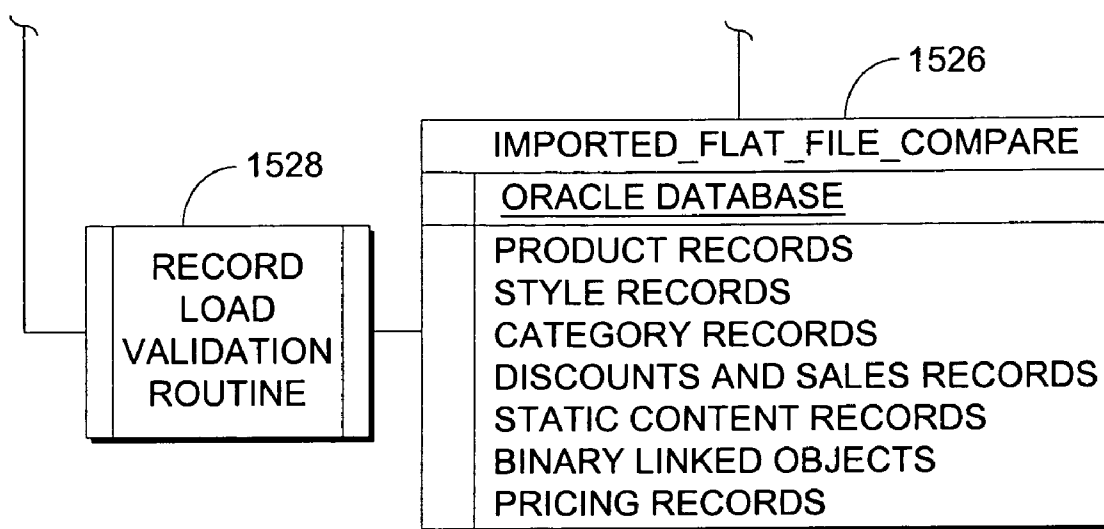 1526
IMPORTED_FLAT_FILE_COMPARE
ORACLE DATABASE
PRODUCT RECORDS
STYLE RECORDS
CATEGORY RECORDS
DISCOUNTS AND SALES RECORDS
STATIC CONTENT RECORDS
BINARY LINKED OBJECTS
PRICING RECORDS
1528
RECORD
LOAD
VALIDATION
ROUTINE